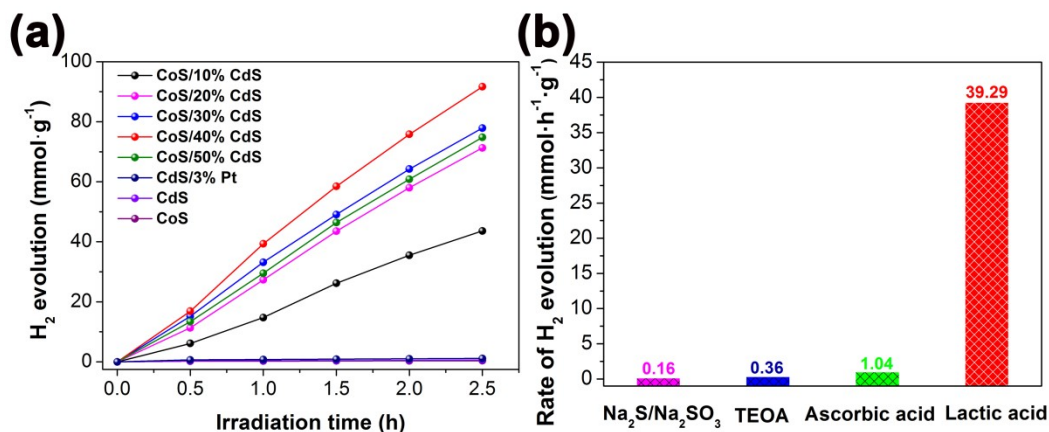 (a)
H₂ evolution (mmol·g⁻¹)
100
80
60
40
20
0
CoS/10% CdS
CoS/20% CdS
CoS/30% CdS
CoS/40% CdS
CoS/50% CdS
CdS/3% Pt
CdS
CoS
0.0 0.5 1.0 1.5 2.0 2.5
Irradiation time (h)
(b)
Rate of H₂ evolution (mmol·h⁻¹·g⁻¹)
45
40
35
30
25
20
15
10
5
0
0.16
0.36
1.04
39.29
Na₂S/Na₂SO₃ TEOA Ascorbic acid Lactic acid